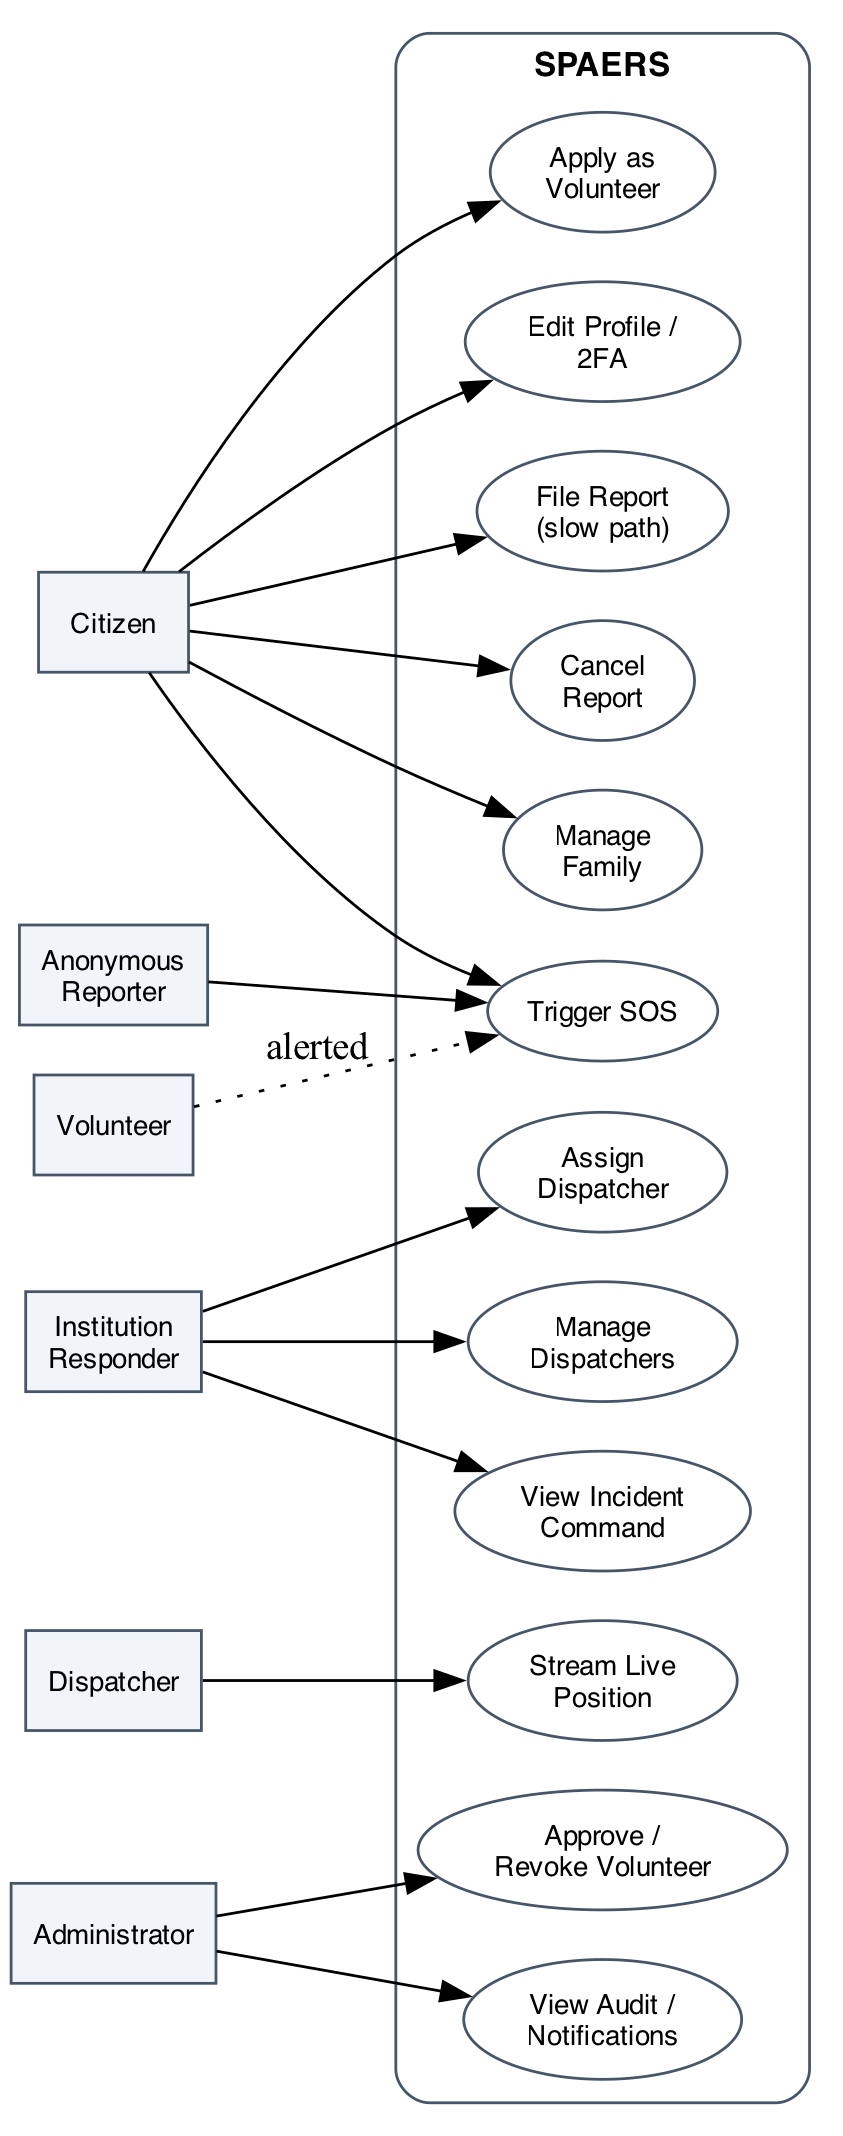 SPAERS
Apply as
Volunteer
Edit Profile /
2FA
File Report
(slow path)
Citizen
Cancel
Report
Manage
Family
Anonymous
Reporter
Trigger SOS
alerted
Volunteer
Assign
Dispatcher
Institution
Responder
Manage
Dispatchers
View Incident
Command
Dispatcher
Stream Live
Position
Approve /
Revoke Volunteer
Administrator
View Audit /
Notifications